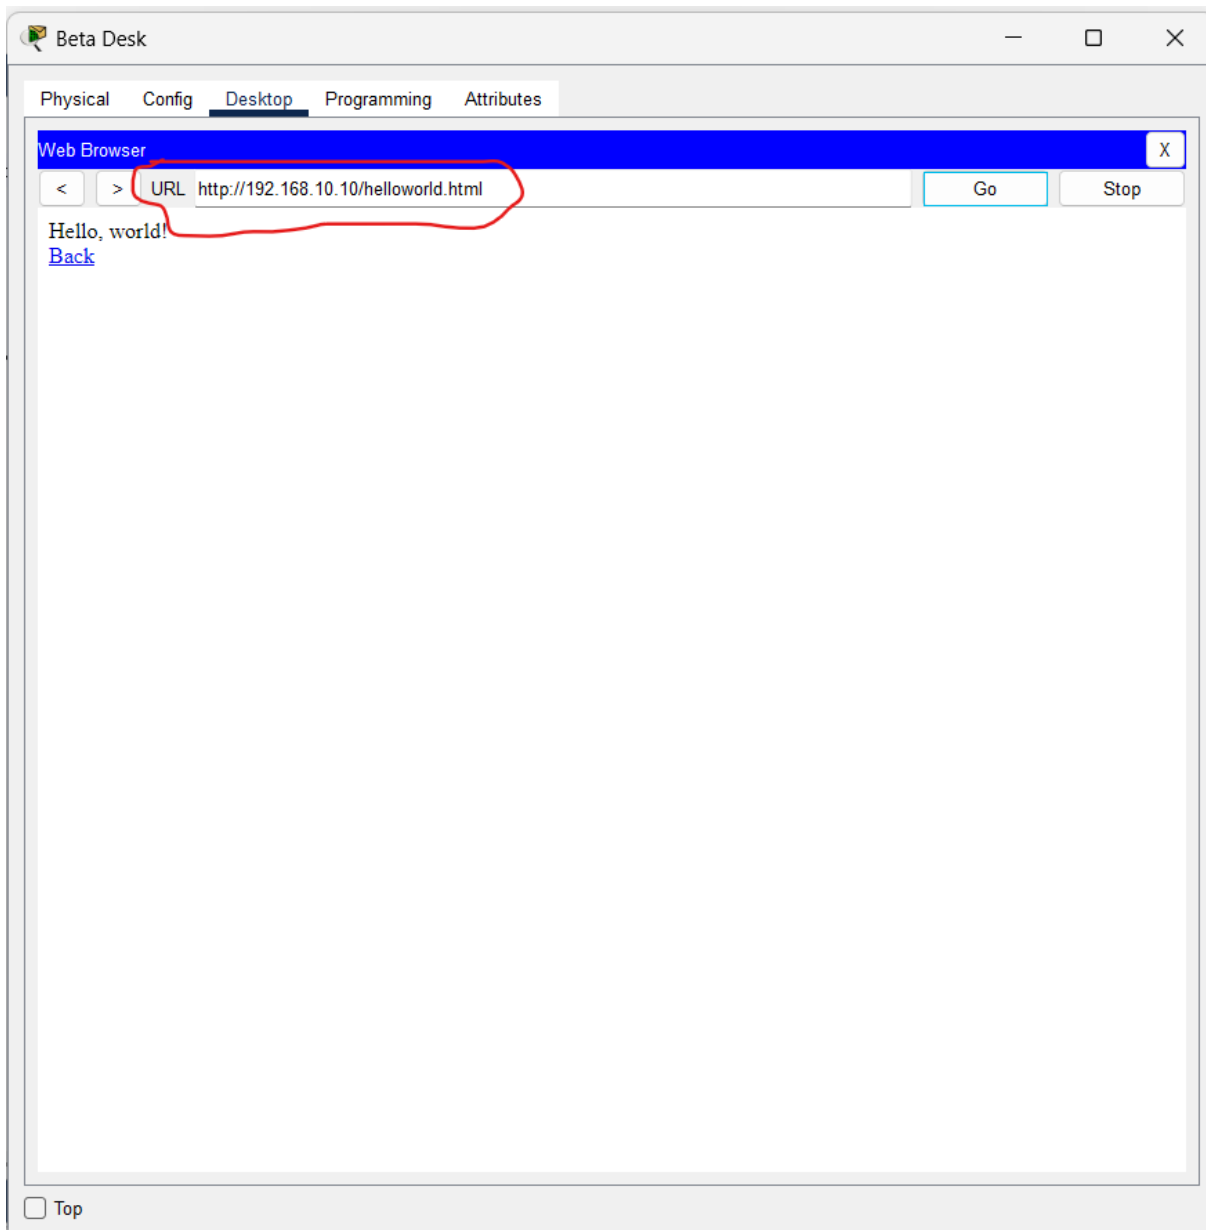 Beta Desk
Physical Config Desktop Programming Attributes
Web Browser X
< > URL http://192.168.10.10/helloworld.html Go Stop
Hello, world!
Back
Top